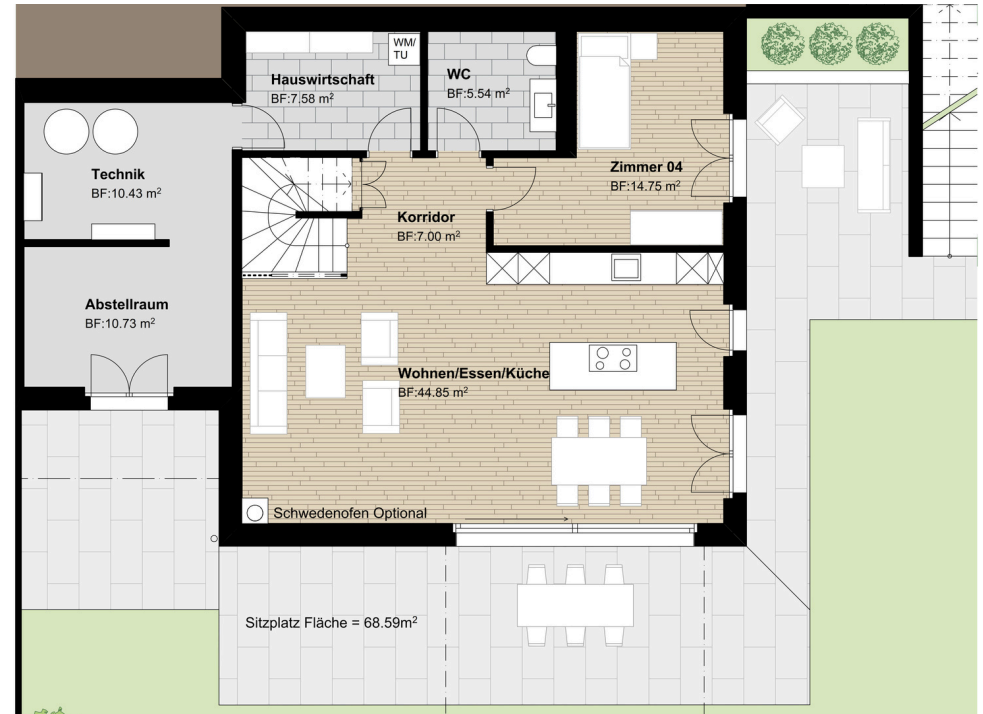 WM/
TU
Hauswirtschaft
BF:7.58 m²
WC
BF:5.54 m²
Technik
BF:10.43 m²
Zimmer 04
BF:14.75 m²
Korridor
BF:7.00 m²
Abstellraum
BF:10.73 m²
Wohnen/Essen/Küche
BF:44.85 m²
Schwedenofen Optional
Sitzplatz Fläche = 68.59m²